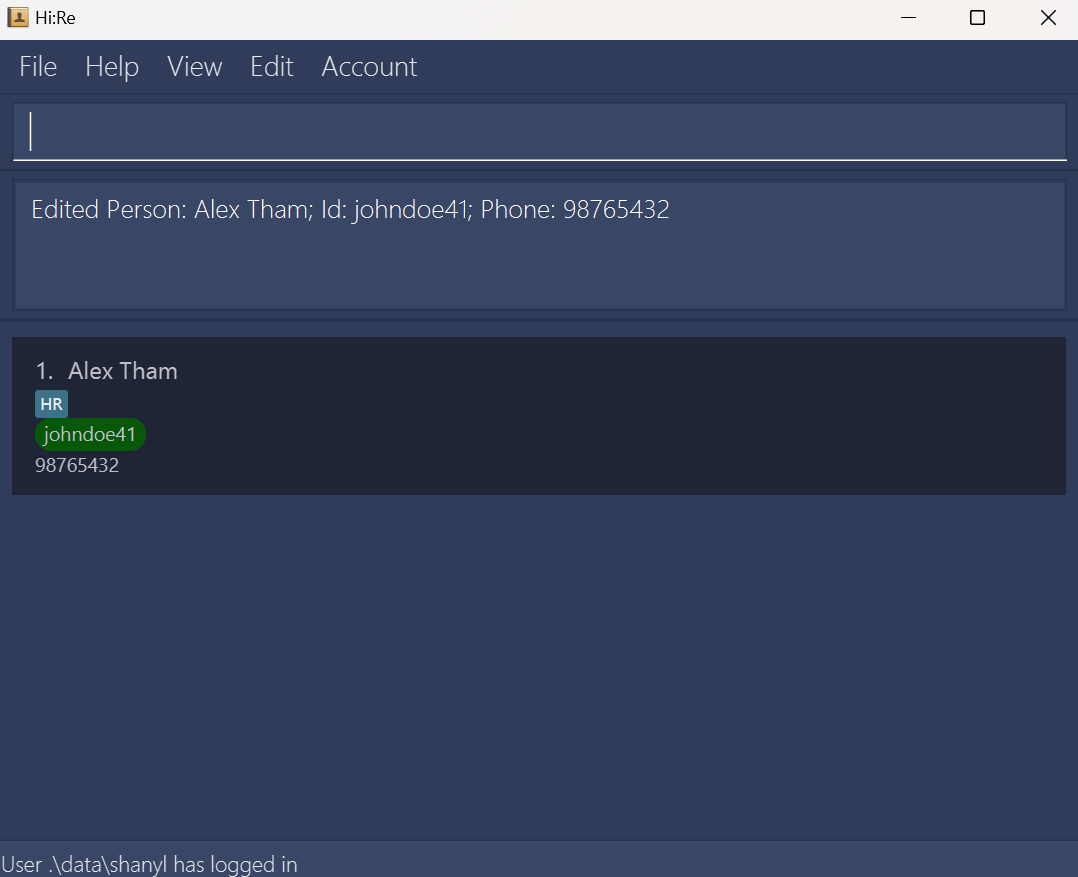 Hi:Re
File Help View Edit Account
Edited Person: Alex Tham; Id: johndoe41; Phone: 98765432
1. Alex Tham
HR
johndoe41
98765432
User .\data\shanyl has logged in